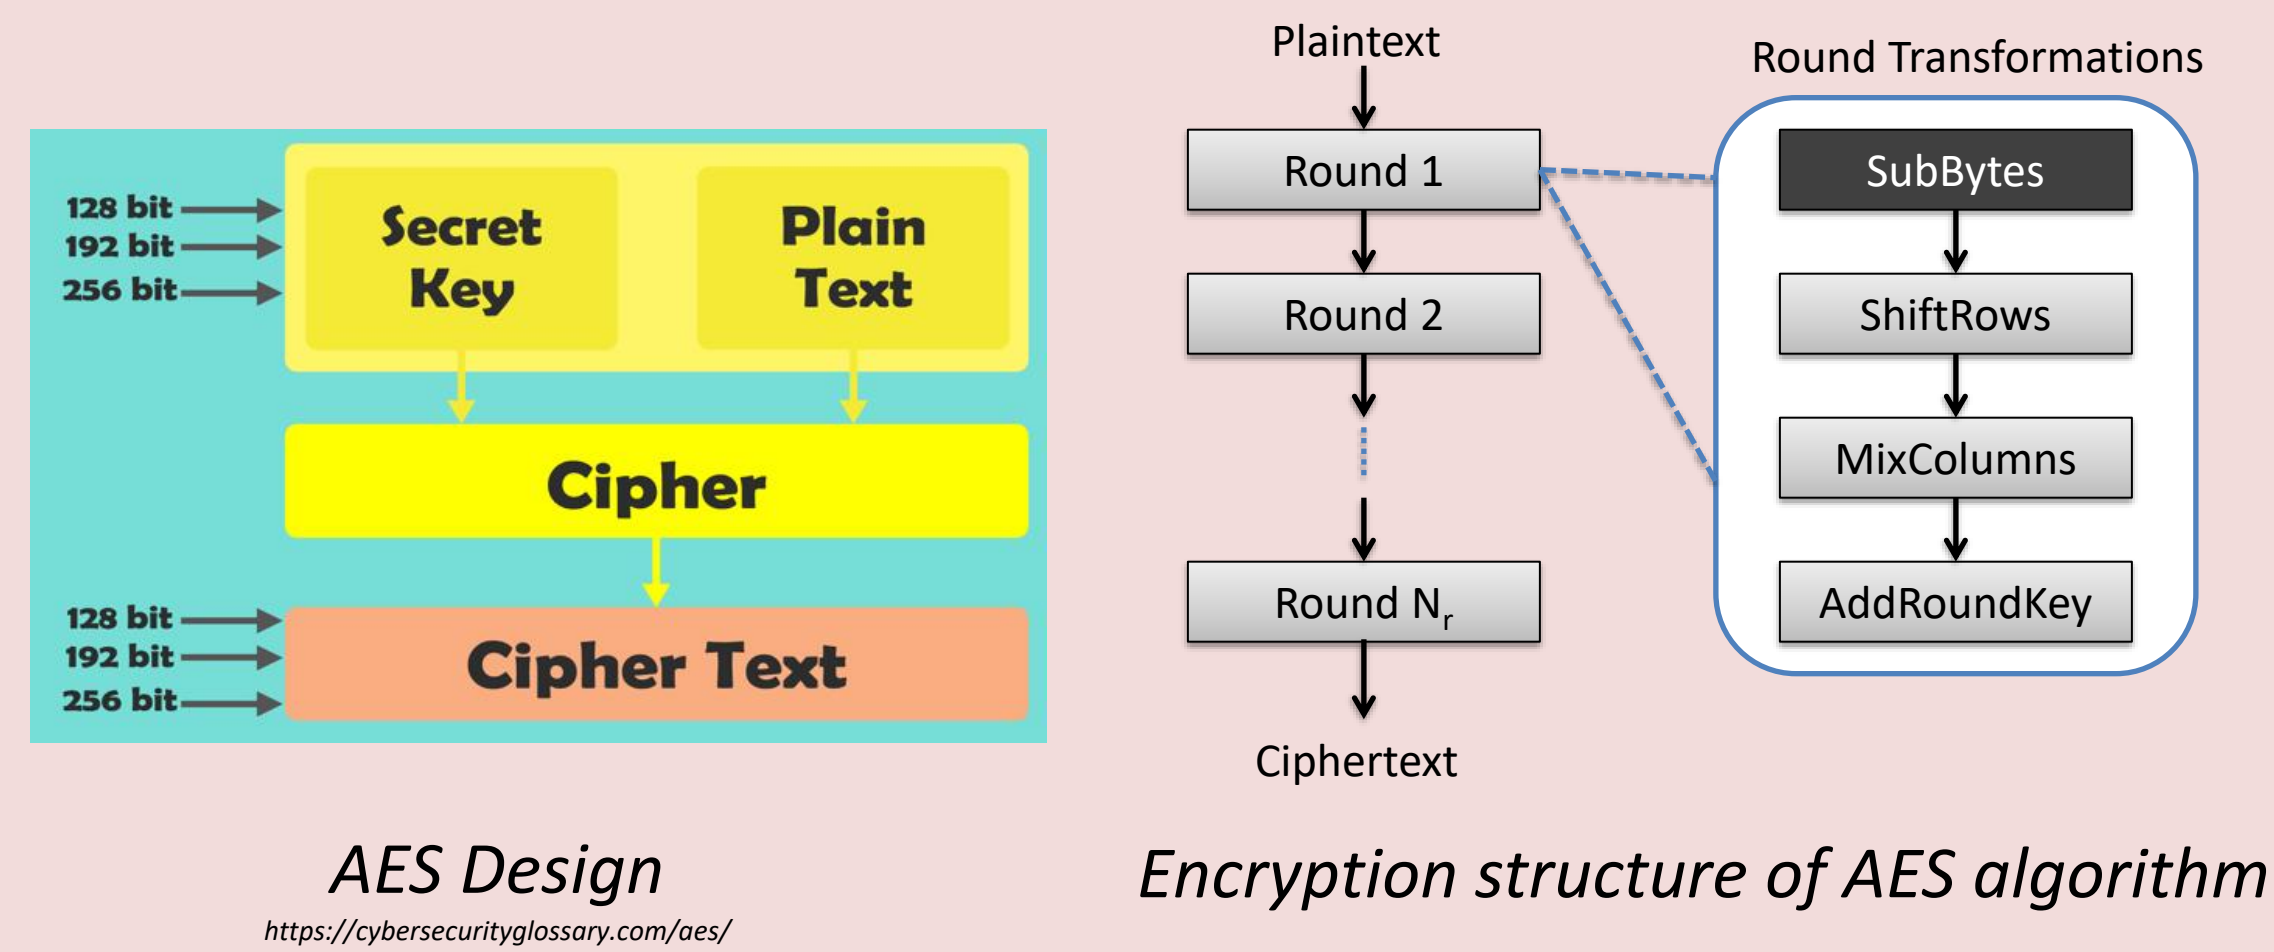 128 bit
192 bit
256 bit
Secret
Key
Plain
Text
Cipher
128 bit
192 bit
256 bit
Cipher Text
AES Design
https://cybersecurityglossary.com/aes/
Plaintext
Round 1
Round 2
Round Nr
Ciphertext
Round Transformations
SubBytes
ShiftRows
MixColumns
AddRoundKey
Encryption structure of AES algorithm